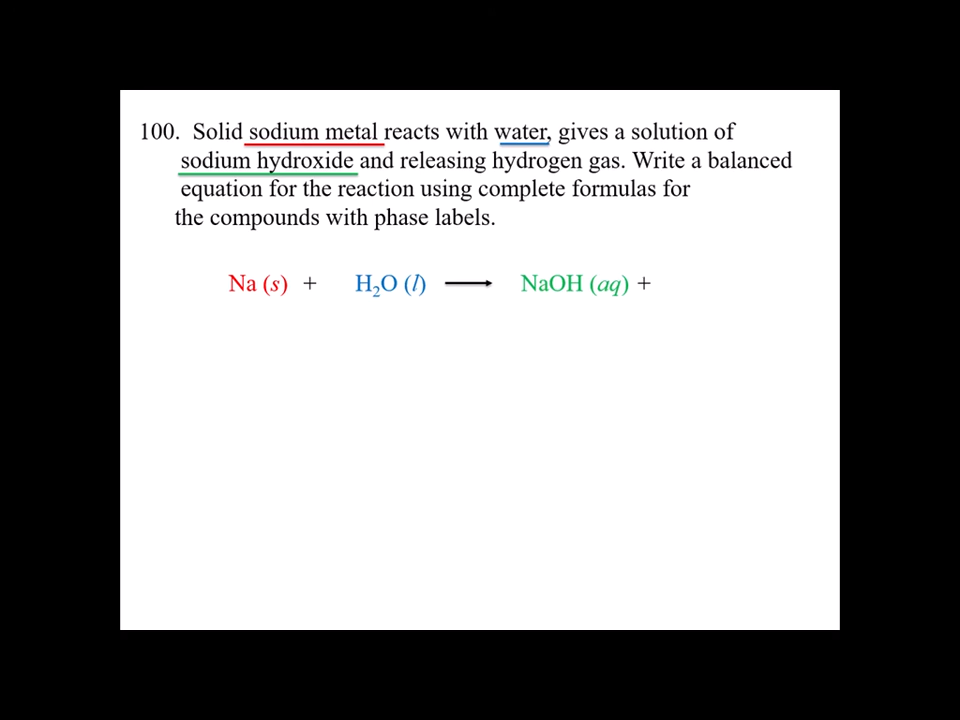 100. Solid sodium metal reacts with water, gives a solution of
sodium hydroxide and releasing hydrogen gas. Write a balanced
equation for the reaction using complete formulas for
the compounds with phase labels.
Na (s) + H₂O (l) ⟶ NaOH (aq) +